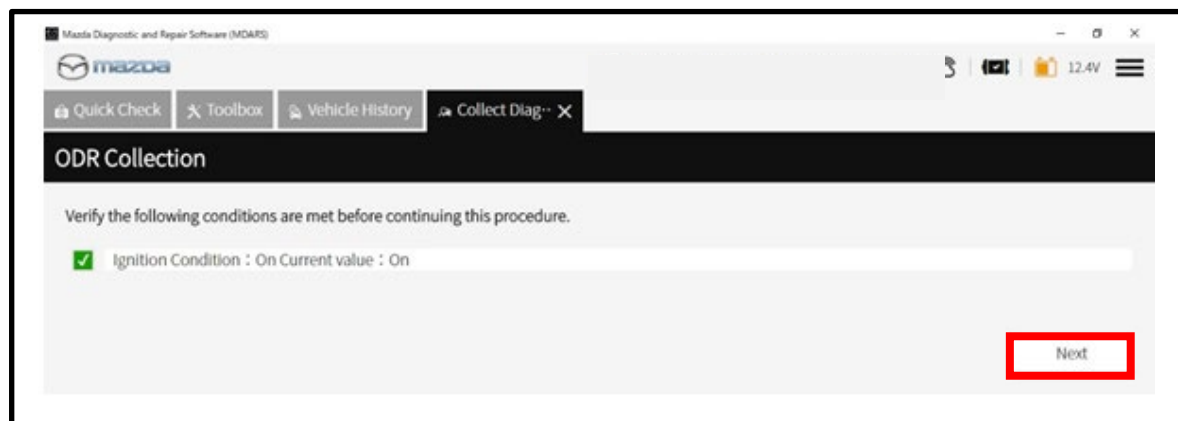 Mazda Diagnostic and Repair Software (MDARS)
mazda
12.4V
Quick Check Toolbox Vehicle History Collect Diag··
ODR Collection
Verify the following conditions are met before continuing this procedure.
Ignition Condition : On Current value : On
Next